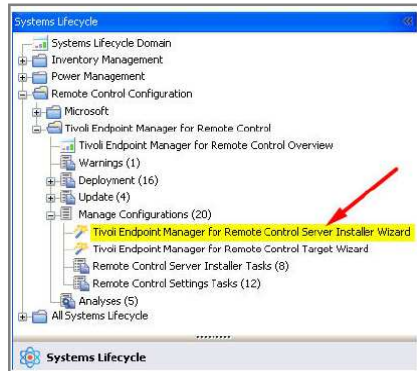 Systems Lifecycle
Systems Lifecycle Domain
Inventory Management
Power Management
Remote Control Configuration
Microsoft
Tivoli Endpoint Manager for Remote Control
Tivoli Endpoint Manager for Remote Control Overview
Warnings (1)
Deployment (16)
Update (4)
Manage Configurations (20)
Tivoli Endpoint Manager for Remote Control Server Installer Wizard
Tivoli Endpoint Manager for Remote Control Target Wizard
Remote Control Server Installer Tasks (8)
Remote Control Settings Tasks (12)
Analyses (5)
All Systems Lifecycle
Systems Lifecycle